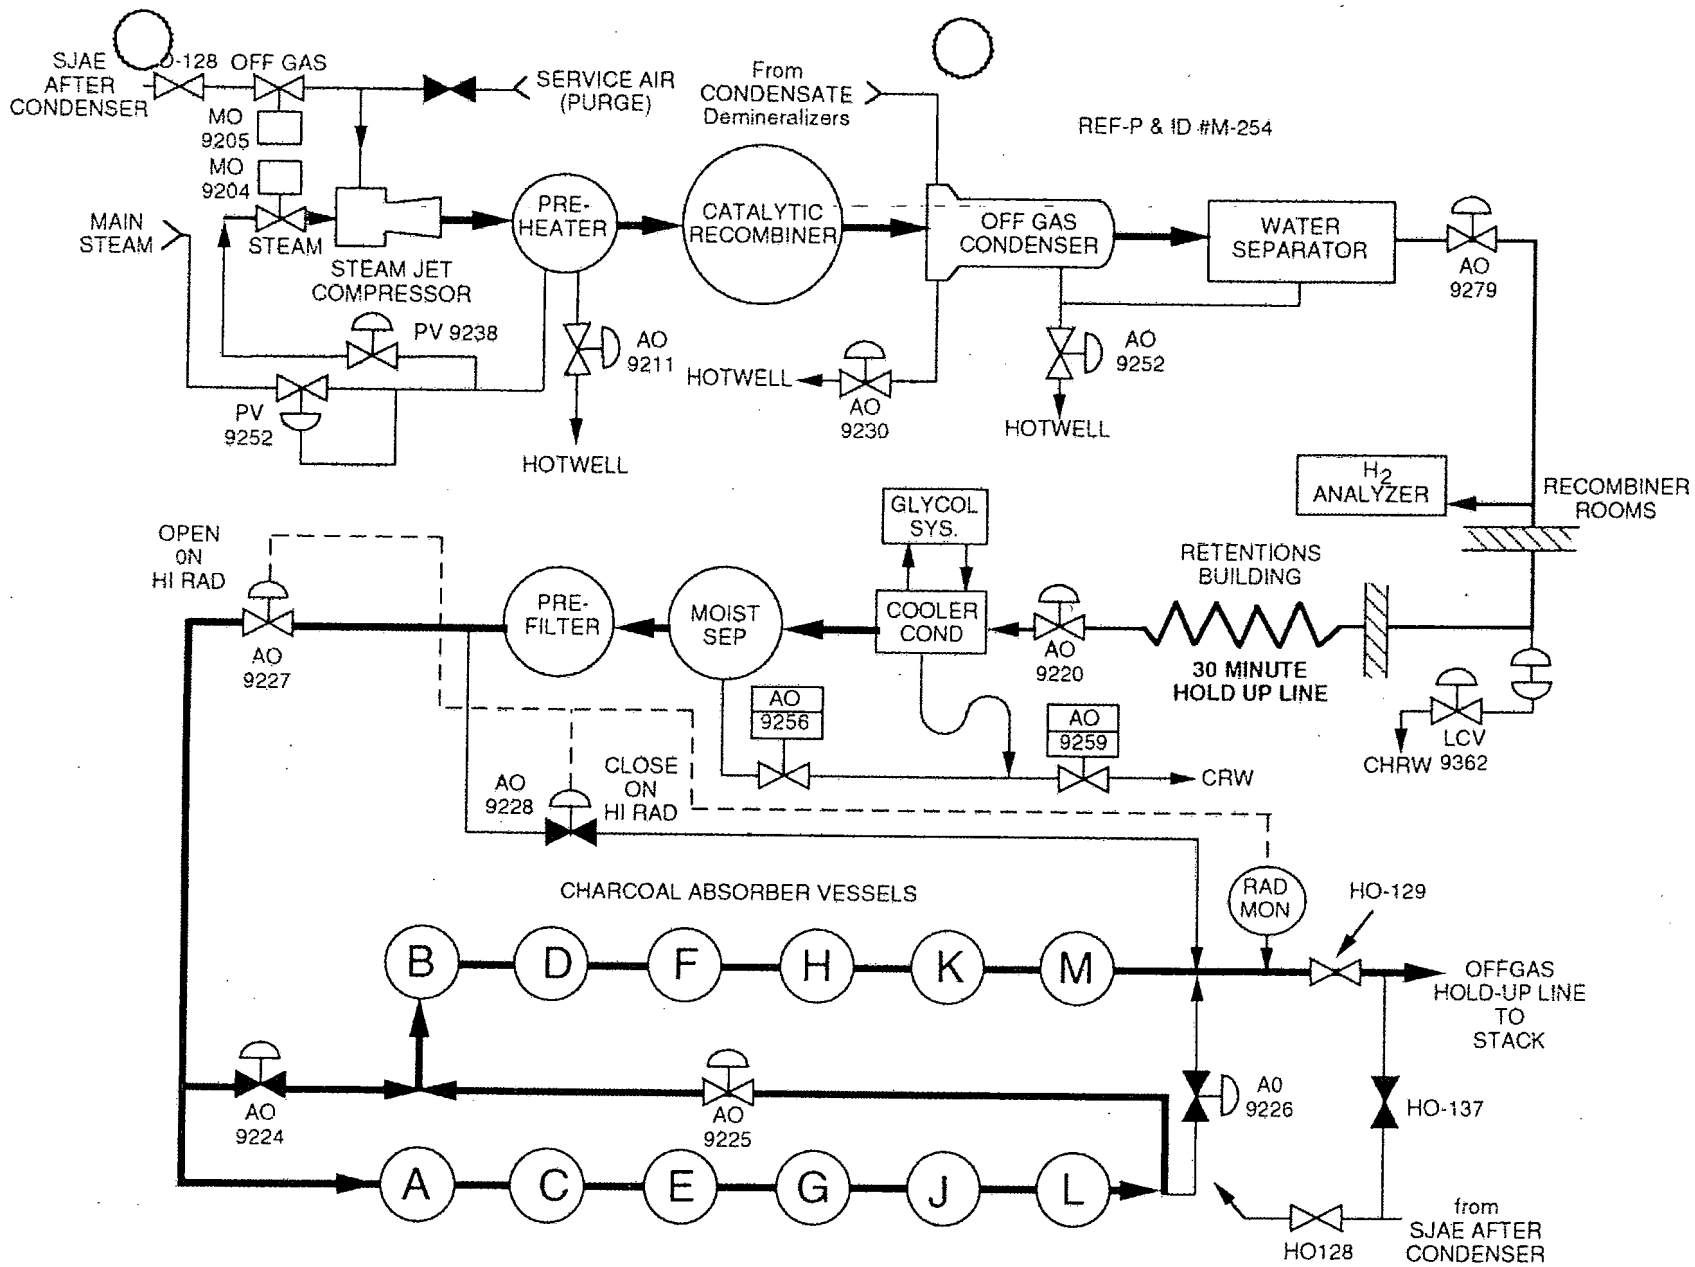 SJAE
AFTER
CONDENSER
O-128
OFF GAS
MO
9205
MO
9204
STEAM
MAIN
STEAM
SERVICE AIR
(PURGE)
STEAM JET
COMPRESSOR
PV 9238
PV
9252
PRE-
HEATER
AO
9211
HOTWELL
From
CONDENSATE
Demineralizers
CATALYTIC
RECOMBINER
REF-P & ID #M-254
OFF GAS
CONDENSER
WATER
SEPARATOR
AO
9279
HOTWELL
AO
9230
AO
9252
HOTWELL
H2
ANALYZER
RECOMBINER
ROOMS
OPEN
0N
HI RAD
AO
9227
PRE-
FILTER
MOIST
SEP
GLYCOL
SYS.
COOLER
COND
AO
9220
RETENTIONS
BUILDING
30 MINUTE
HOLD UP LINE
LCV
9362
CHRW
AO
9256
AO
9259
CRW
AO
9228
CLOSE
ON
HI RAD
CHARCOAL ABSORBER VESSELS
RAD
MON
HO-129
B
D
F
H
K
M
OFFGAS
HOLD-UP LINE
TO
STACK
AO
9224
AO
9225
A0
9226
HO-137
A
C
E
G
J
L
HO128
from
SJAE AFTER
CONDENSER